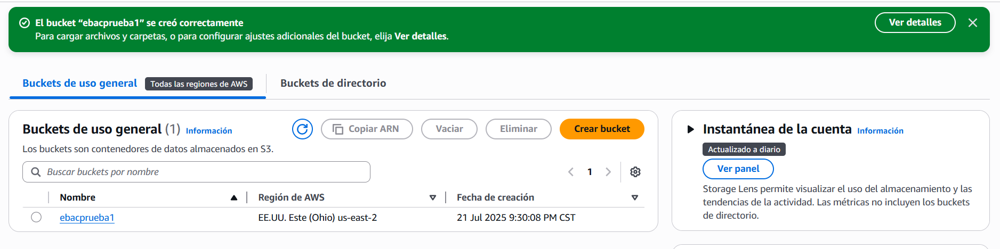 El bucket “ebacprueba1” se creó correctamente
Para cargar archivos y carpetas, o para configurar ajustes adicionales del bucket, elija Ver detalles.
Ver detalles
Buckets de uso general
Todas las regiones de AWS
Buckets de directorio
Buckets de uso general (1) Información
Copiar ARN
Vaciar
Eliminar
Crear bucket
Los buckets son contenedores de datos almacenados en S3.
Buscar buckets por nombre
1
Nombre
Región de AWS
Fecha de creación
ebacprueba1
EE.UU. Este (Ohio) us-east-2
21 Jul 2025 9:30:08 PM CST
Instantánea de la cuenta Información
Actualizado a diario
Ver panel
Storage Lens permite visualizar el uso del almacenamiento y las
tendencias de la actividad. Las métricas no incluyen los buckets
de directorio.